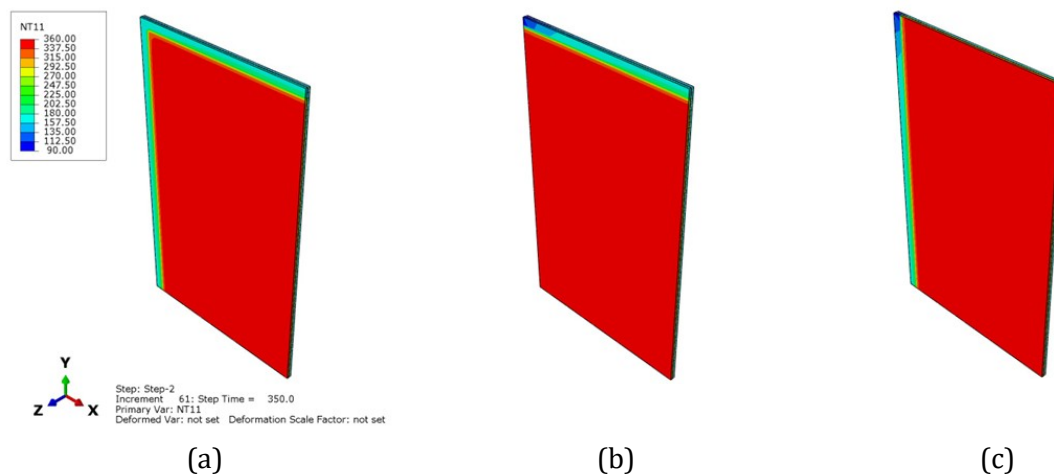 NT11
360.00
337.50
315.00
292.50
270.00
247.50
225.00
202.50
180.00
157.50
135.00
112.50
90.00
Y
Z X
Step: Step-2
Increment 61: Step Time = 350.0
Primary Var: NT11
Deformed Var: not set Deformation Scale Factor: not set
(a) (b) (c)